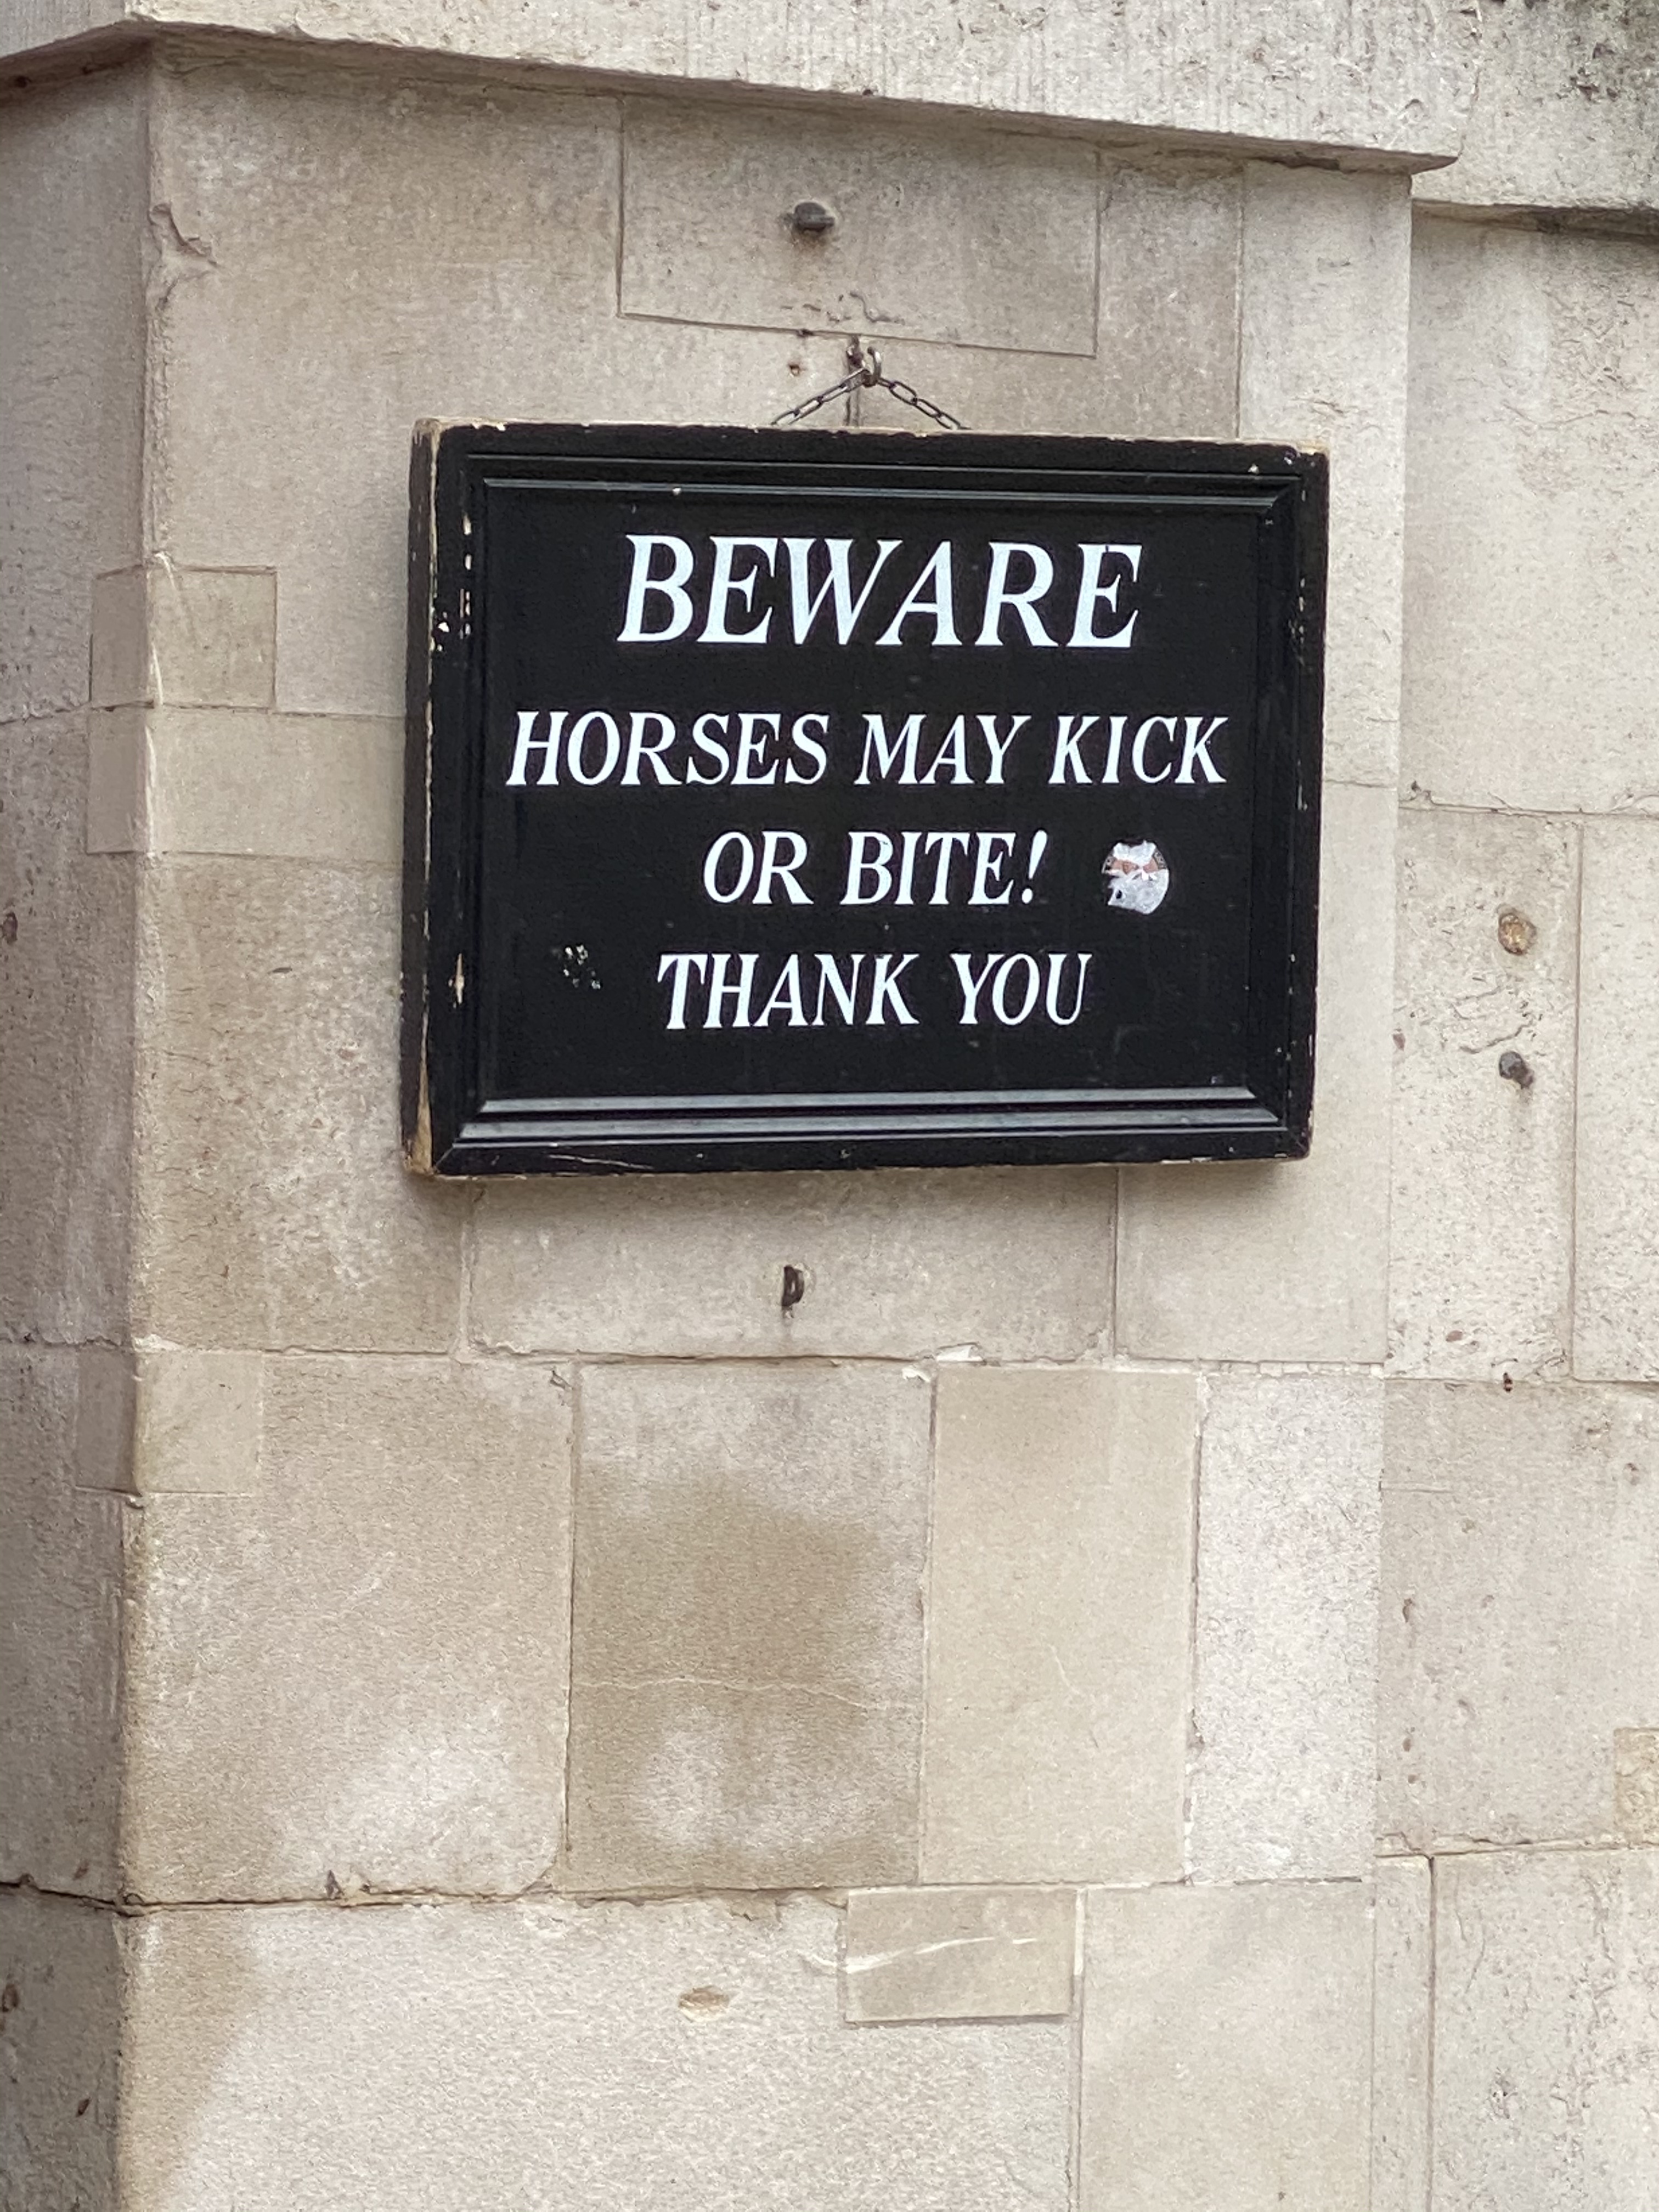 BEWARE
HORSES MAY KICK
OR BITE!
THANK YOU